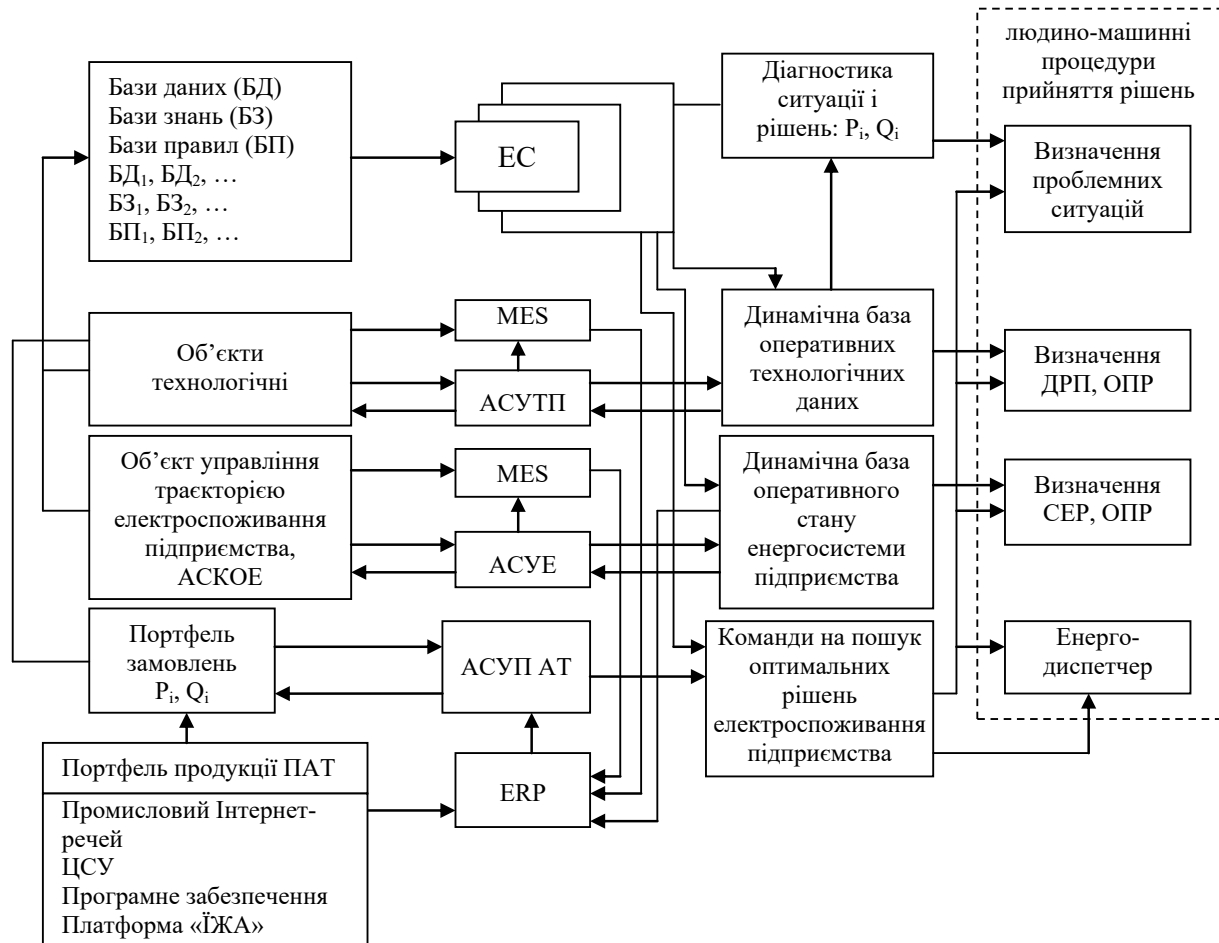 людино-машинні
процедури
прийняття рішень
Бази даних (БД)
Бази знань (БЗ)
Бази правил (БП)
БД₁, БД₂, …
БЗ₁, БЗ₂, …
БП₁, БП₂, …
ЕС
Діагностика
ситуації і
рішень: Pᵢ, Qᵢ
Визначення
проблемних
ситуацій
Об’єкти
технологічні
MES
АСУТП
Динамічна база
оперативних
технологічних
даних
Визначення
ДРП, ОПР
Об’єкт управління
траєкторією
електроспоживання
підприємства,
АСКОЕ
MES
АСУЕ
Динамічна база
оперативного
стану
енергосистеми
підприємства
Визначення
СЕР, ОПР
Портфель
замовлень
Pᵢ, Qᵢ
АСУП АТ
Команди на пошук
оптимальних
рішень
електроспоживання
підприємства
Енерго-
диспетчер
Портфель продукції ПАТ
Промисловий Інтернет-
речей
ЦСУ
Програмне забезпечення
Платформа «ЇЖА»
ERP